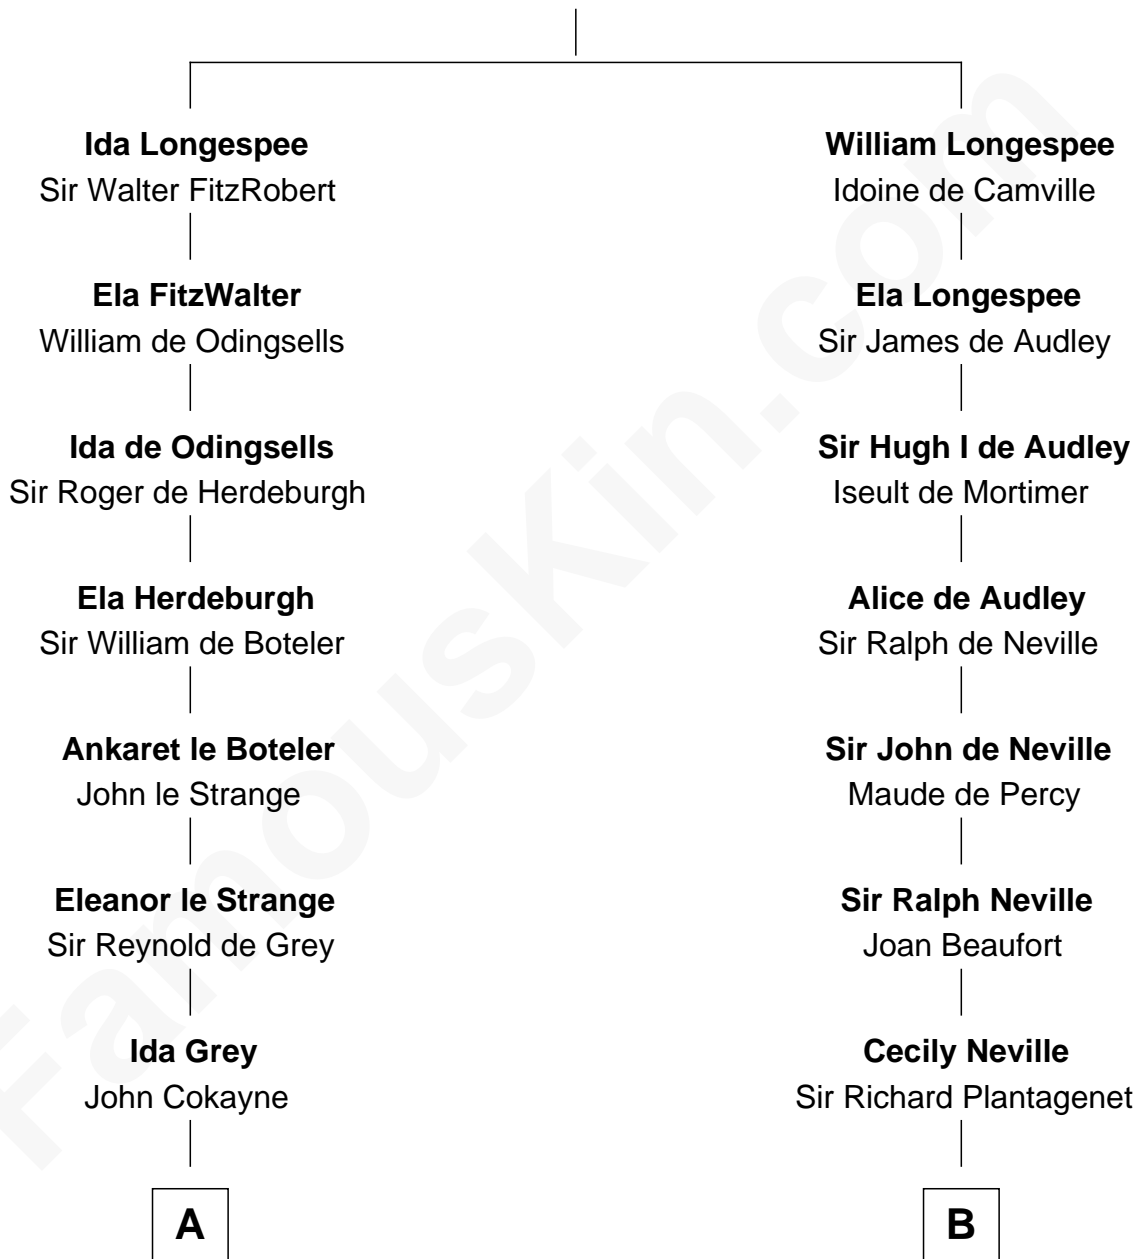 Ida Longespee
Sir Walter FitzRobert
Ela FitzWalter
William de Odingsells
Ida de Odingsells
Sir Roger de Herdeburgh
Ela Herdeburgh
Sir William de Boteler
Ankaret le Boteler
John le Strange
Eleanor le Strange
Sir Reynold de Grey
Ida Grey
John Cokayne
A
William Longespee
Idoine de Camville
Ela Longespee
Sir James de Audley
Sir Hugh I de Audley
Iseult de Mortimer
Alice de Audley
Sir Ralph de Neville
Sir John de Neville
Maude de Percy
Sir Ralph Neville
Joan Beaufort
Cecily Neville
Sir Richard Plantagenet
B
FamousKin.com